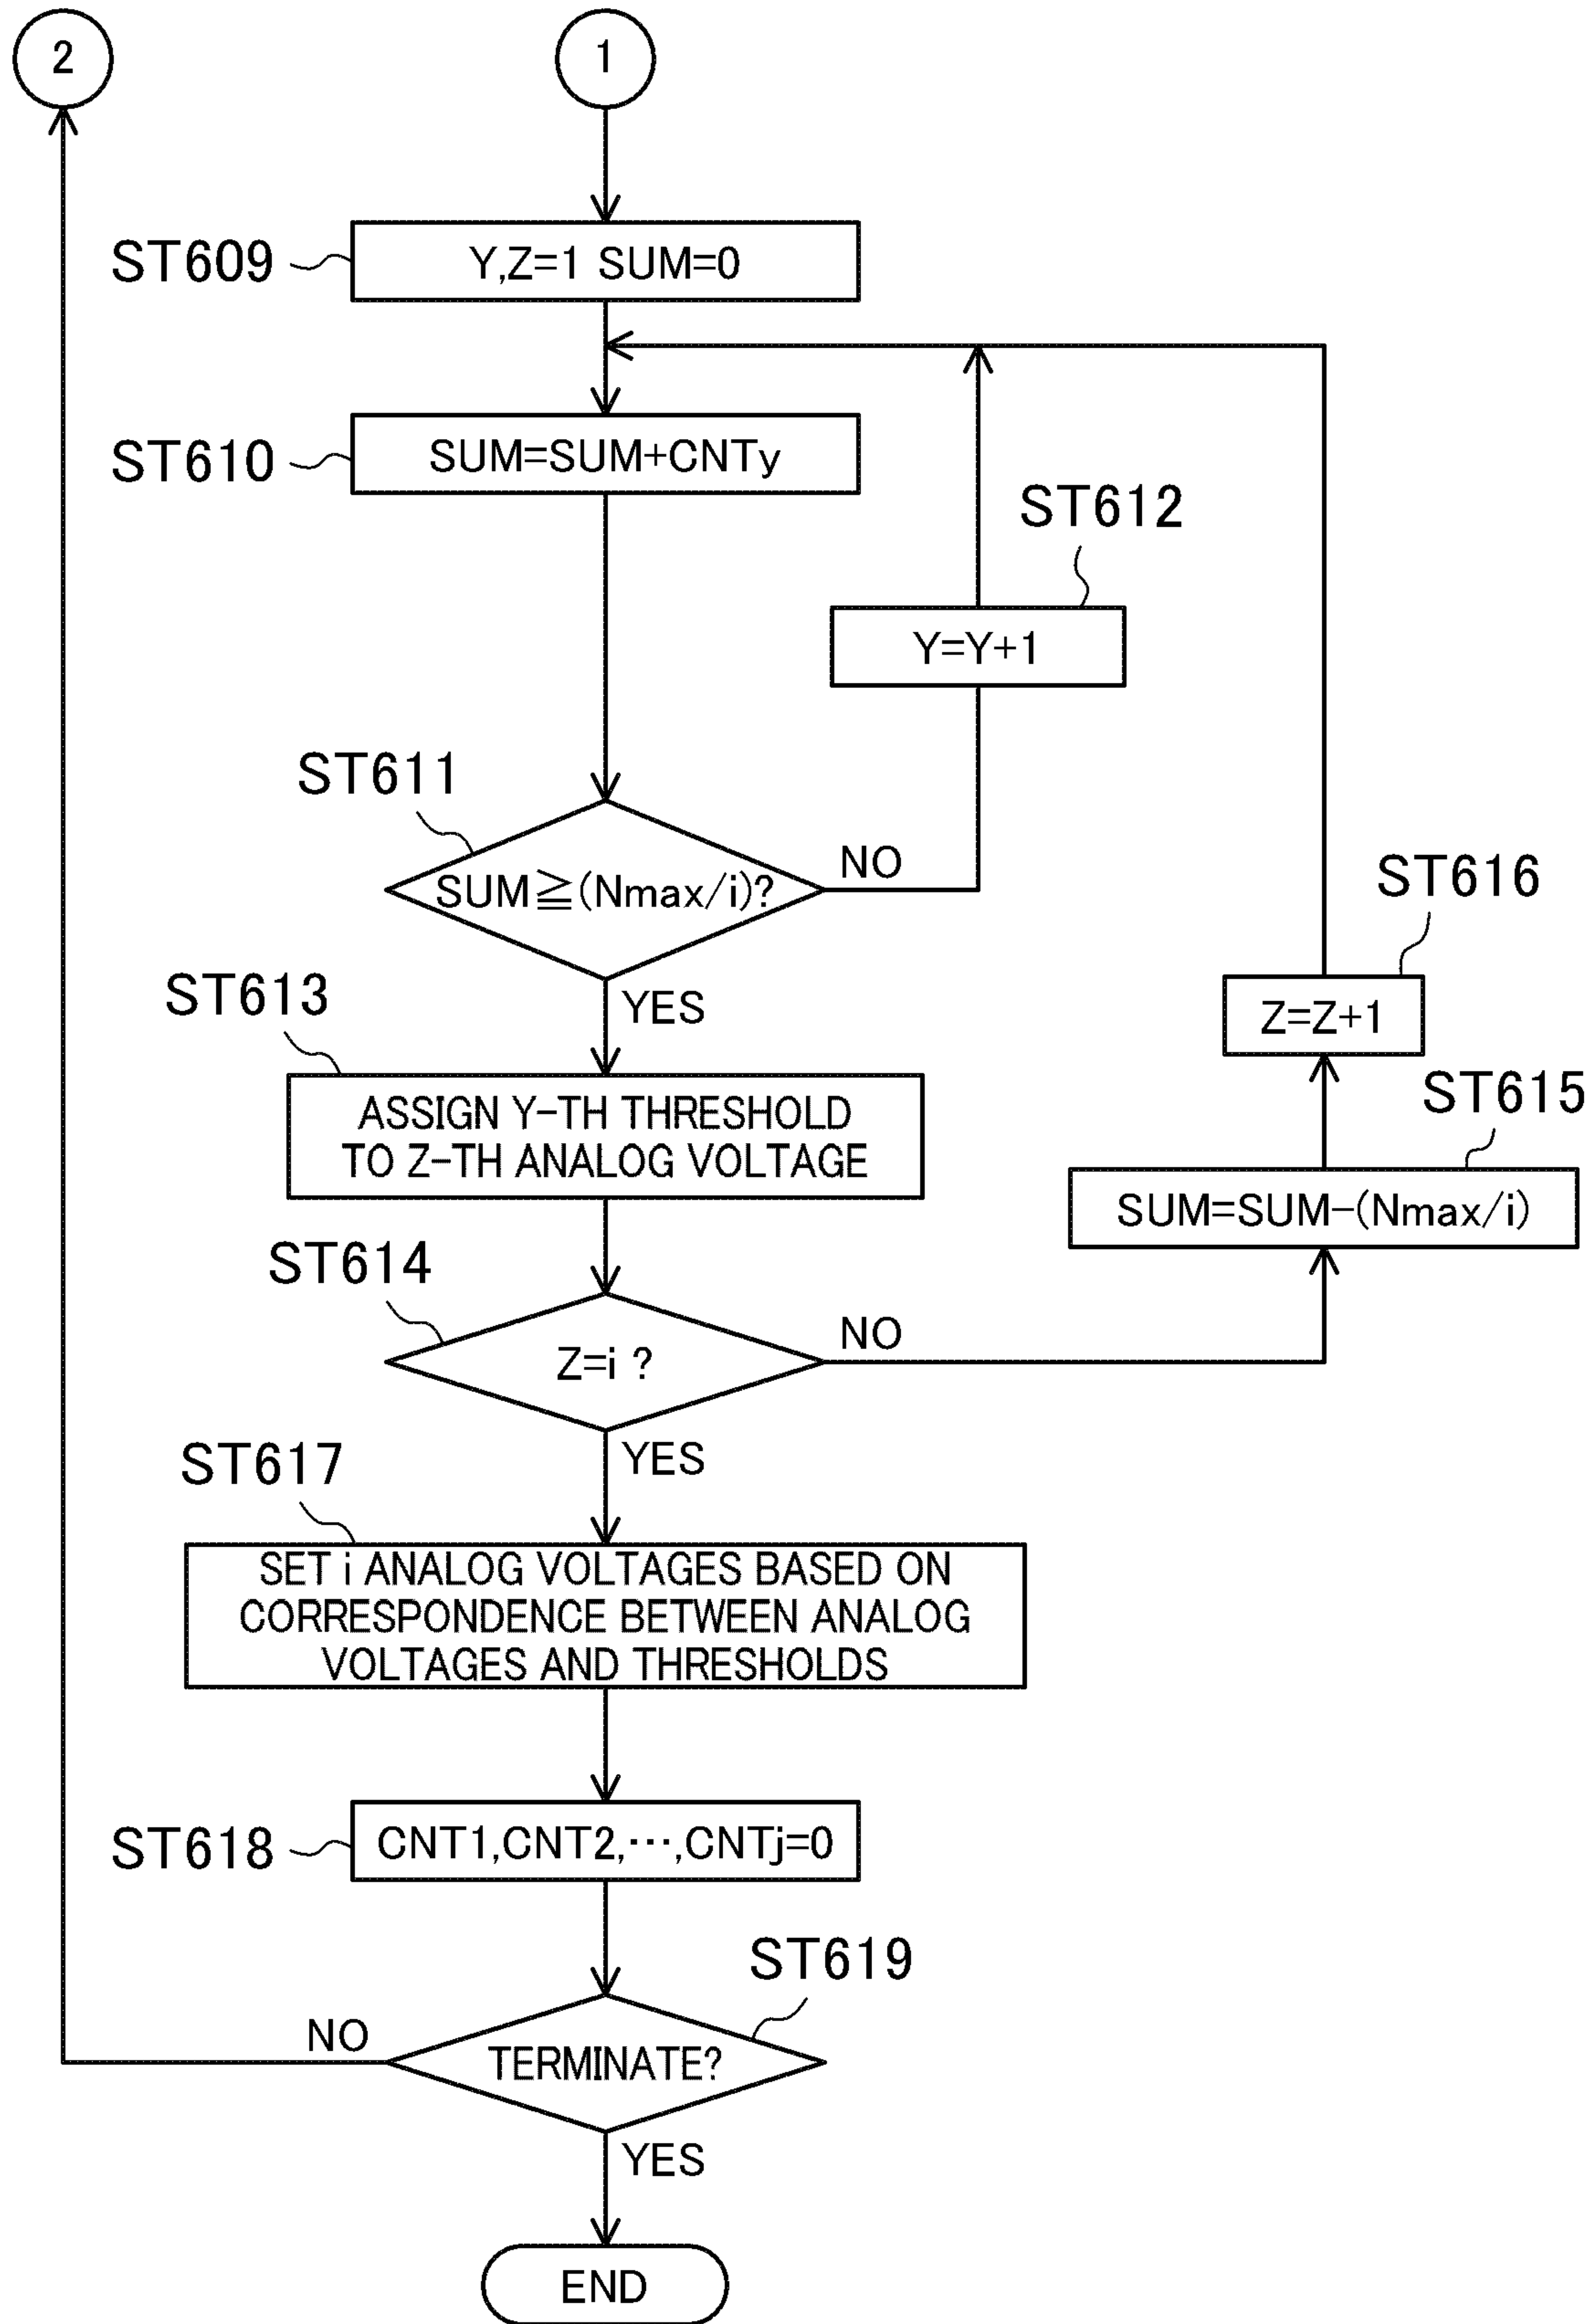 2
1
ST609
Y,Z=1 SUM=0
ST610
SUM=SUM+CNTy
ST612
Y=Y+1
ST611
SUM≧(Nmax/i)?
NO
ST616
Z=Z+1
YES
ST613
ASSIGN Y-TH THRESHOLD
TO Z-TH ANALOG VOLTAGE
ST615
SUM=SUM-(Nmax/i)
ST614
Z=i ?
NO
YES
ST617
SET i ANALOG VOLTAGES BASED ON
CORRESPONDENCE BETWEEN ANALOG
VOLTAGES AND THRESHOLDS
ST618
CNT1,CNT2,⋯,CNTj=0
ST619
NO
TERMINATE?
YES
END